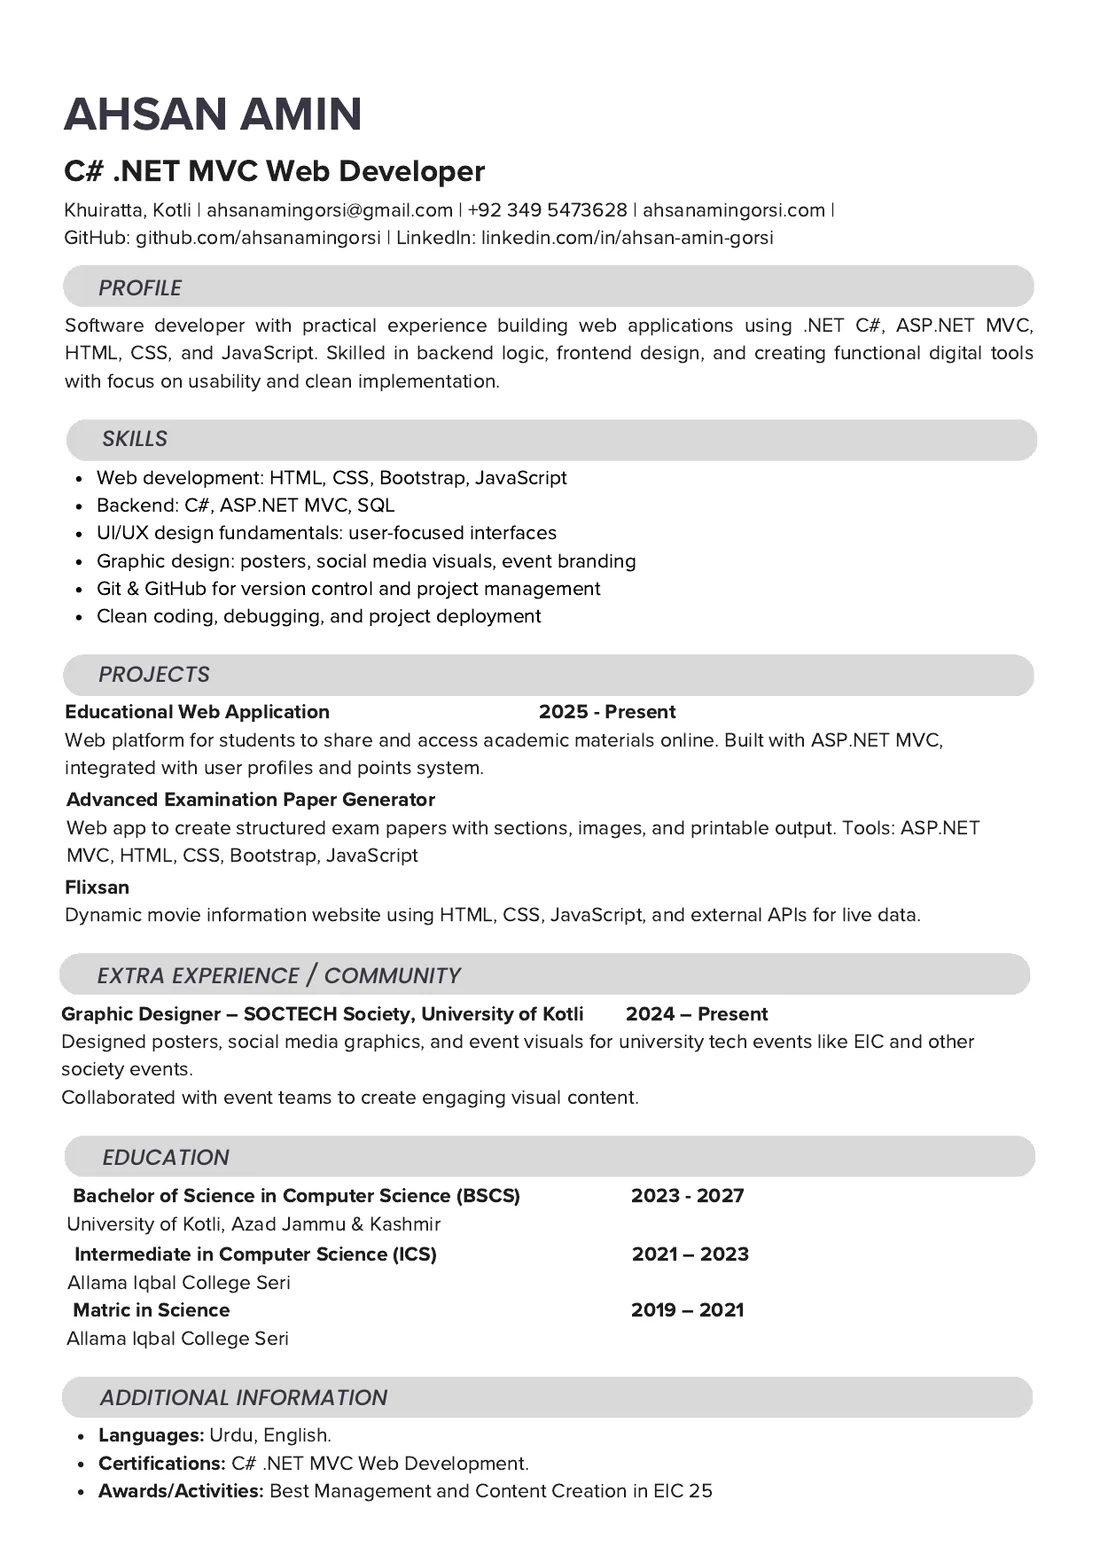 AHSAN AMIN
C# .NET MVC Web Developer
Khuiratta, Kotli | ahsanamingorsi@gmail.com | +92 349 5473628 | ahsanamingorsi.com |
GitHub: github.com/ahsanamingorsi | LinkedIn: linkedin.com/in/ahsan-amin-gorsi
PROFILE
Software developer with practical experience building web applications using .NET C#, ASP.NET MVC,
HTML, CSS, and JavaScript. Skilled in backend logic, frontend design, and creating functional digital tools
with focus on usability and clean implementation.
SKILLS
• Web development: HTML, CSS, Bootstrap, JavaScript
• Backend: C#, ASP.NET MVC, SQL
• UI/UX design fundamentals: user-focused interfaces
• Graphic design: posters, social media visuals, event branding
• Git & GitHub for version control and project management
• Clean coding, debugging, and project deployment
PROJECTS
Educational Web Application 2025 - Present
Web platform for students to share and access academic materials online. Built with ASP.NET MVC,
integrated with user profiles and points system.
Advanced Examination Paper Generator
Web app to create structured exam papers with sections, images, and printable output. Tools: ASP.NET
MVC, HTML, CSS, Bootstrap, JavaScript
Flixsan
Dynamic movie information website using HTML, CSS, JavaScript, and external APIs for live data.
EXTRA EXPERIENCE / COMMUNITY
Graphic Designer – SOCTECH Society, University of Kotli 2024 – Present
Designed posters, social media graphics, and event visuals for university tech events like EIC and other
society events.
Collaborated with event teams to create engaging visual content.
EDUCATION
Bachelor of Science in Computer Science (BSCS) 2023 - 2027
University of Kotli, Azad Jammu & Kashmir
Intermediate in Computer Science (ICS) 2021 – 2023
Allama Iqbal College Seri
Matric in Science 2019 – 2021
Allama Iqbal College Seri
ADDITIONAL INFORMATION
• Languages: Urdu, English.
• Certifications: C# .NET MVC Web Development.
• Awards/Activities: Best Management and Content Creation in EIC 25